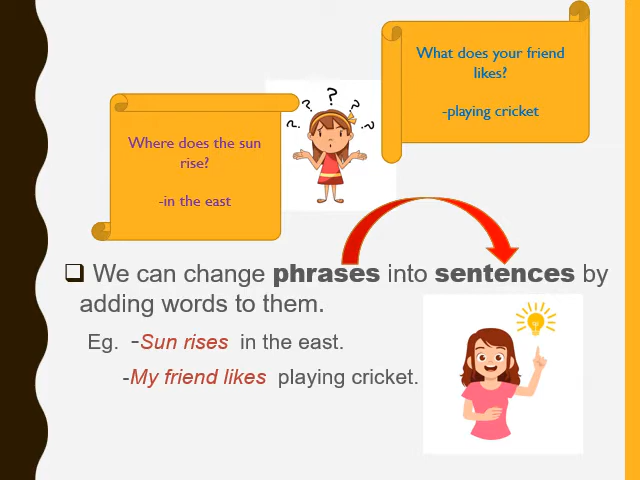 What does your friend
likes?
-playing cricket
Where does the sun
rise?
-in the east
? ? ? ? ? ?
We can change phrases into sentences by
adding words to them.
Eg. -Sun rises in the east.
-My friend likes playing cricket.